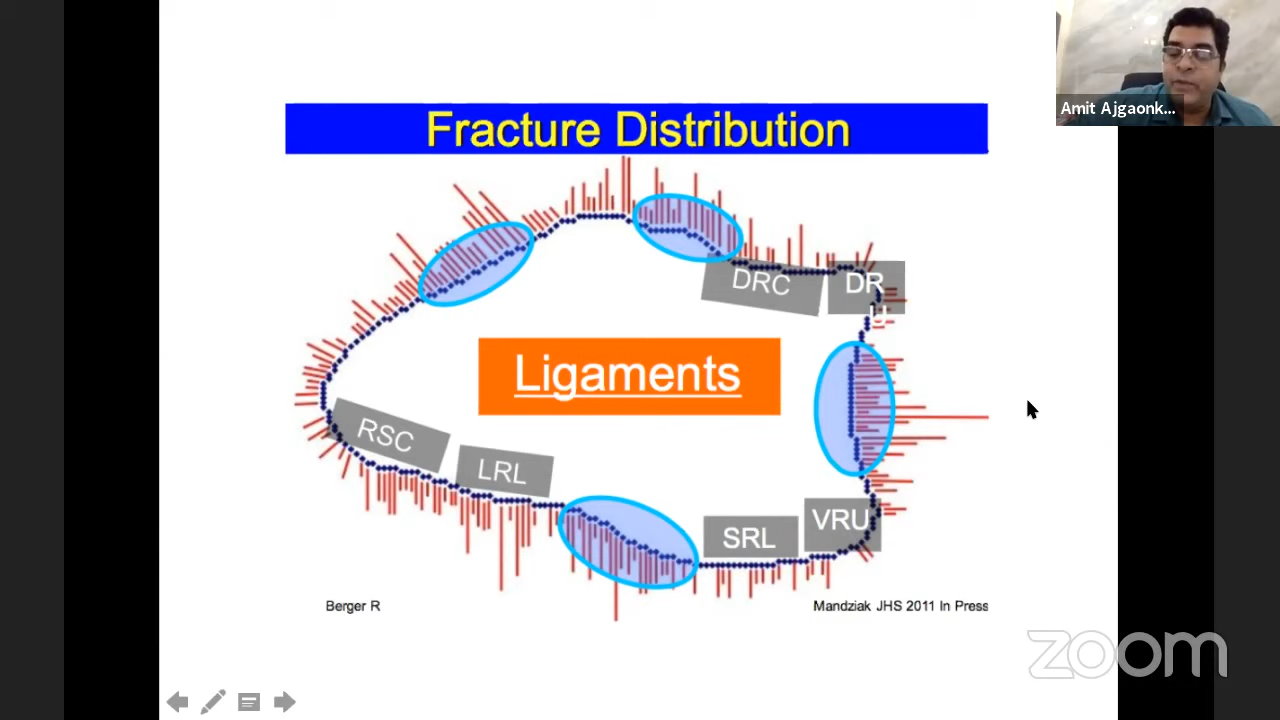 Fracture Distribution
Amit Ajgaonk...
DRC
DR
U
Ligaments
RSC
LRL
SRL
VRU
Berger R
Mandziak JHS 2011 In Press
zoom